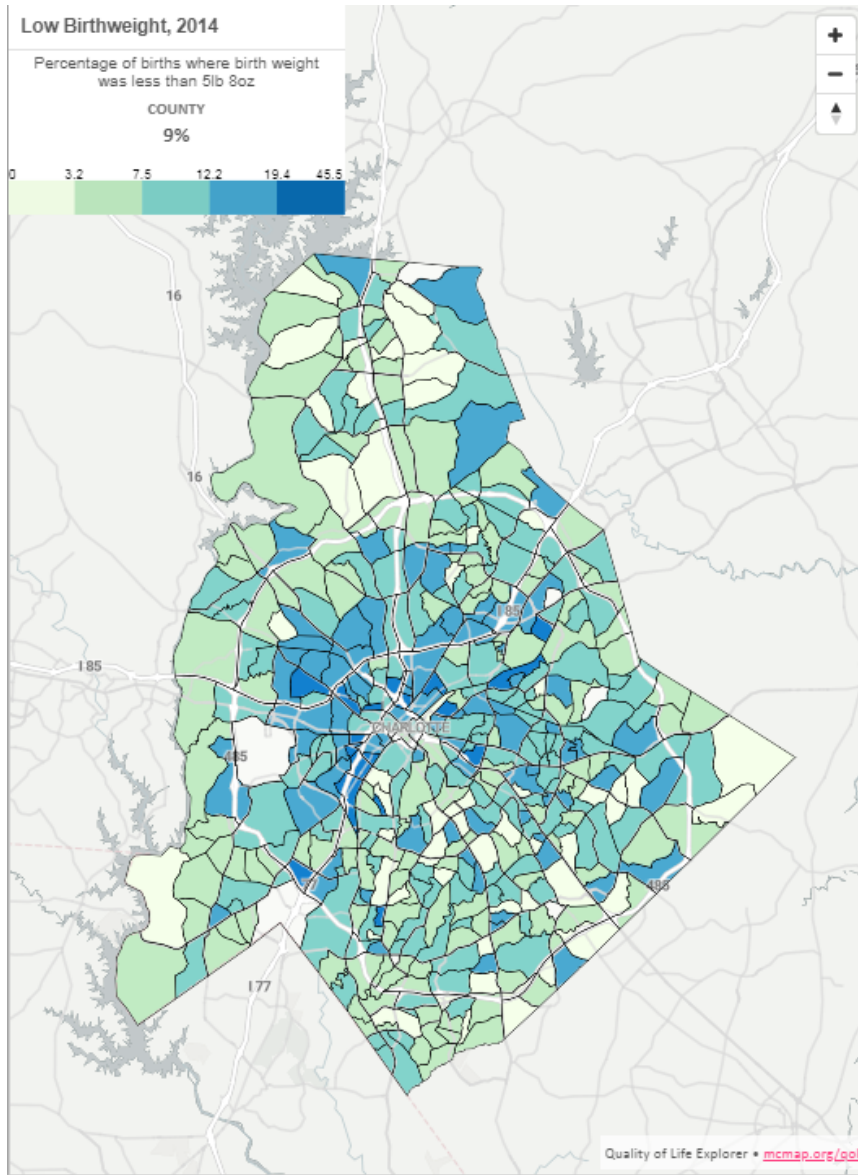 Low Birthweight, 2014
Percentage of births where birth weight
was less than 5lb 8oz
COUNTY
9%
0 3.2 7.5 12.2 19.4 45.5
+
−
16
16
I 85
I 85
CHARLOTTE
485
485
I 77
Quality of Life Explorer • mcmap.org/qo